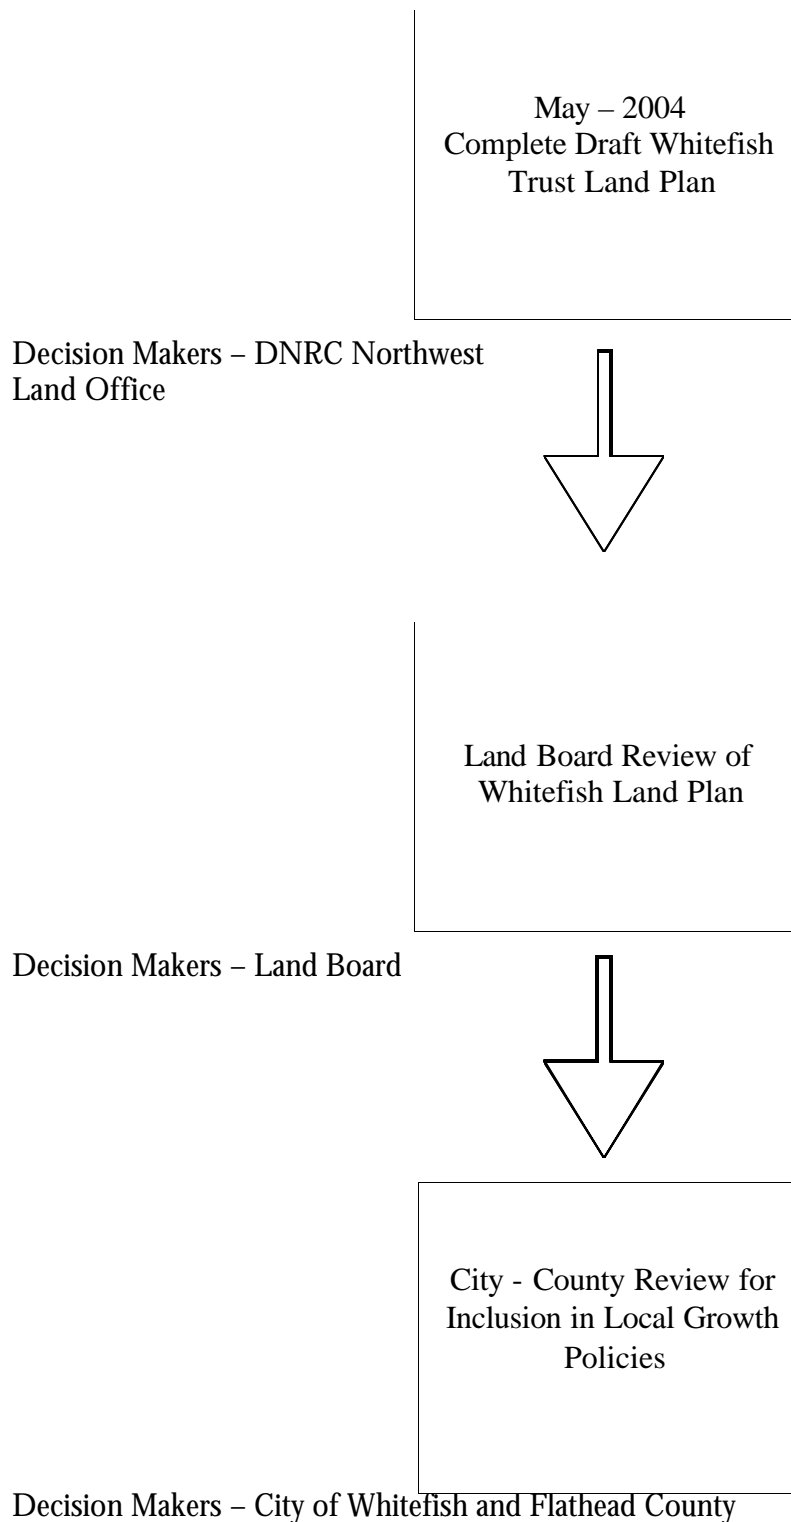 May – 2004
Complete Draft Whitefish
Trust Land Plan
Decision Makers – DNRC Northwest
Land Office
Land Board Review of
Whitefish Land Plan
Decision Makers – Land Board
City - County Review for
Inclusion in Local Growth
Policies
Decision Makers – City of Whitefish and Flathead County